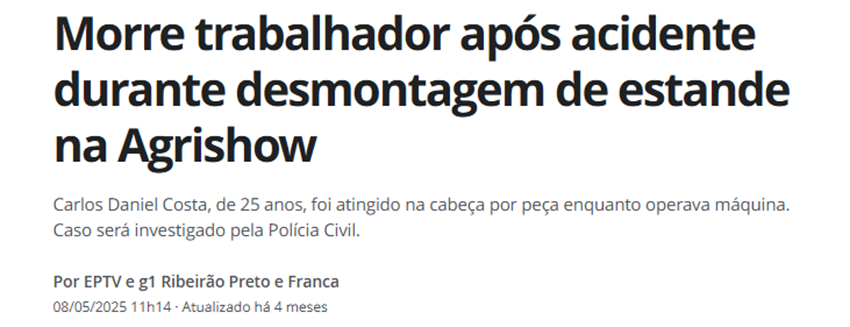 Morre trabalhador após acidente
durante desmontagem de estande
na Agrishow
Carlos Daniel Costa, de 25 anos, foi atingido na cabeça por peça enquanto operava máquina.
Caso será investigado pela Polícia Civil.
Por EPTV e g1 Ribeirão Preto e Franca
08/05/2025 11h14 · Atualizado há 4 meses